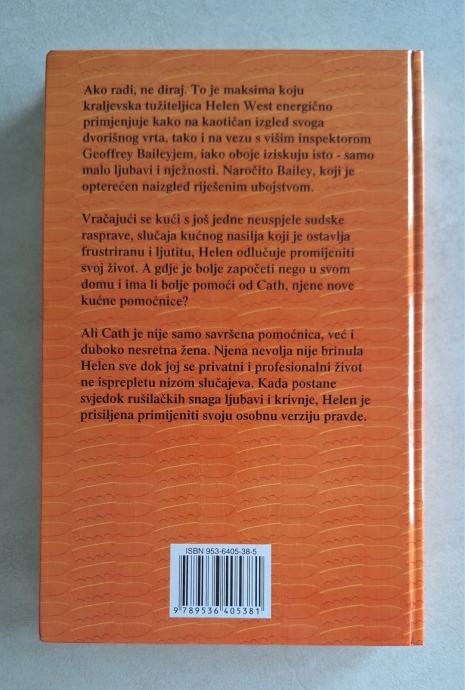 Ako radi, ne diraj. To je maksima koju
kraljevska tužiteljica Helen West energično
primjenjuje kako na kaotičan izgled svoga
dvorišnog vrta, tako i na vezu s višim inspektorom
Geoffrey Baileyjem, iako oboje iziskuju isto - samo
malo ljubavi i nježnosti. Naročito Bailey, koji je
opterećen naizgled riješenim ubojstvom.
Vračajući se kući s još jedne neuspjele sudske
rasprave, slučaja kućnog nasilja koji je ostavlja
frustriranu i ljutitu, Helen odlučuje promijeniti
svoj život. A gdje je bolje započeti nego u svom
domu i ima li bolje pomoći od Cath, njene nove
kućne pomoćnice?
Ali Cath je nije samo savršena pomoćnica, već i
duboko nesretna žena. Njena nevolja nije brinula
Helen sve dok joj se privatni i profesionalni život
ne isprepletu nizom slučajeva. Kada postane
svjedok rušilačkih snaga ljubavi i krivnje, Helen je
prisiljena primijeniti svoju osobnu verziju pravde.
ISBN 953-6405-38-5
9 789536 405381